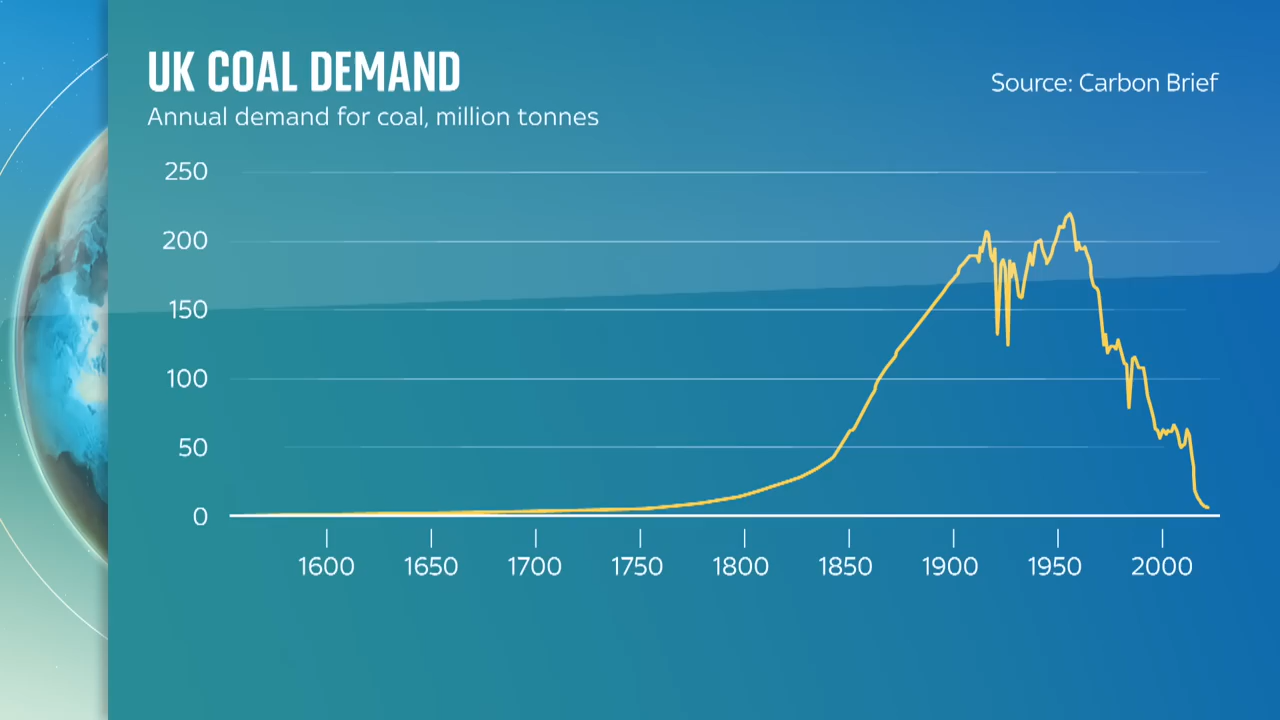 UK COAL DEMAND
Source: Carbon Brief
Annual demand for coal, million tonnes
250
200
150
100
50
0
1600 1650 1700 1750 1800 1850 1900 1950 2000